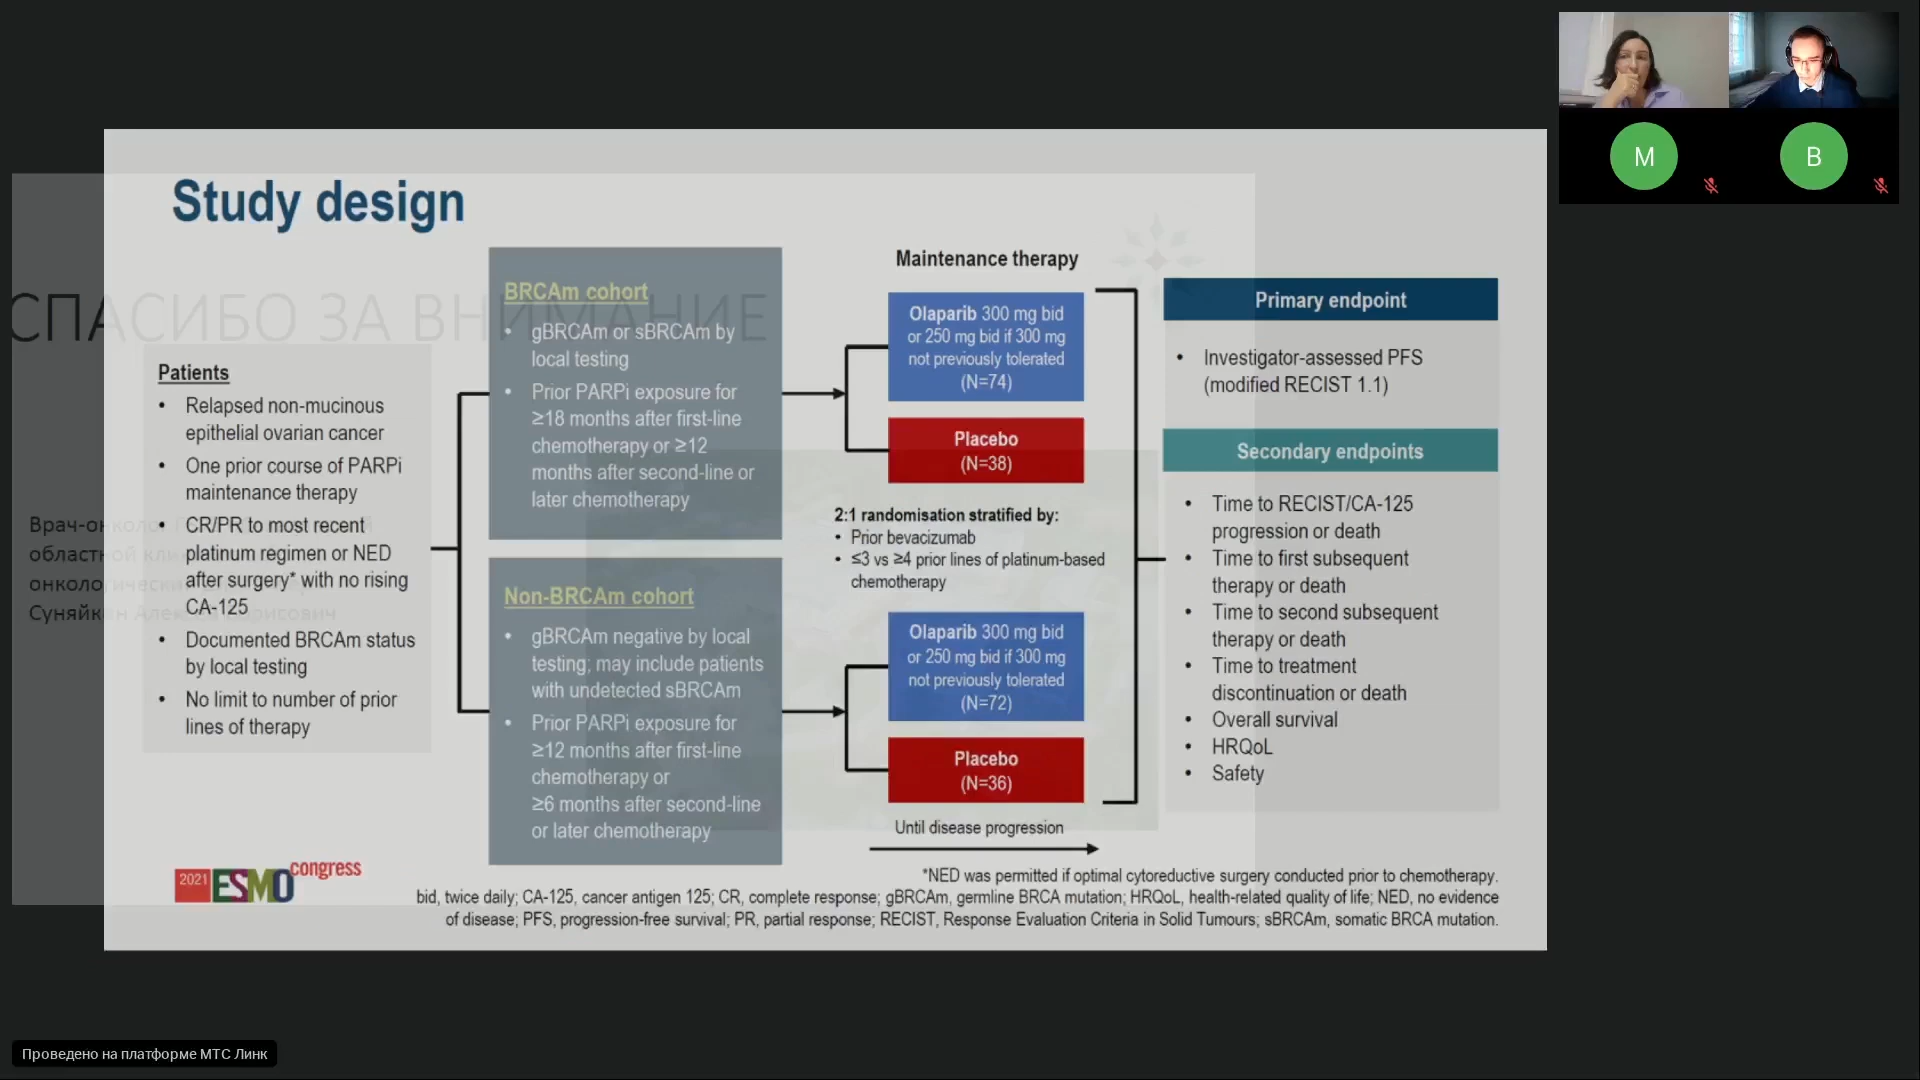 Study design
СПАСИБО ЗА ВНИМАНИЕ
Patients
• Relapsed non-mucinous
epithelial ovarian cancer
• One prior course of PARPi
maintenance therapy
• CR/PR to most recent
platinum regimen or NED
after surgery* with no rising
CA-125
• Documented BRCAm status
by local testing
• No limit to number of prior
lines of therapy
Врач-онколог
областной
онкологический
Суняйкин
BRCAm cohort
• gBRCAm or sBRCAm by
local testing
• Prior PARPi exposure for
≥18 months after first-line
chemotherapy or ≥12
months after second-line or
later chemotherapy
Non-BRCAm cohort
• gBRCAm negative by local
testing; may include patients
with undetected sBRCAm
• Prior PARPi exposure for
≥12 months after first-line
chemotherapy or
≥6 months after second-line
or later chemotherapy
Maintenance therapy
Olaparib 300 mg bid
or 250 mg bid if 300 mg
not previously tolerated
(N=74)
Placebo
(N=38)
2:1 randomisation stratified by:
• Prior bevacizumab
• ≤3 vs ≥4 prior lines of platinum-based
chemotherapy
Olaparib 300 mg bid
or 250 mg bid if 300 mg
not previously tolerated
(N=72)
Placebo
(N=36)
Until disease progression
Primary endpoint
• Investigator-assessed PFS
(modified RECIST 1.1)
Secondary endpoints
• Time to RECIST/CA-125
progression or death
• Time to first subsequent
therapy or death
• Time to second subsequent
therapy or death
• Time to treatment
discontinuation or death
• Overall survival
• HRQoL
• Safety
2021 ESMO congress
*NED was permitted if optimal cytoreductive surgery conducted prior to chemotherapy.
bid, twice daily; CA-125, cancer antigen 125; CR, complete response; gBRCAm, germline BRCA mutation; HRQoL, health-related quality of life; NED, no evidence
of disease; PFS, progression-free survival; PR, partial response; RECIST, Response Evaluation Criteria in Solid Tumours; sBRCAm, somatic BRCA mutation.
М
В
Проведено на платформе МТС Линк